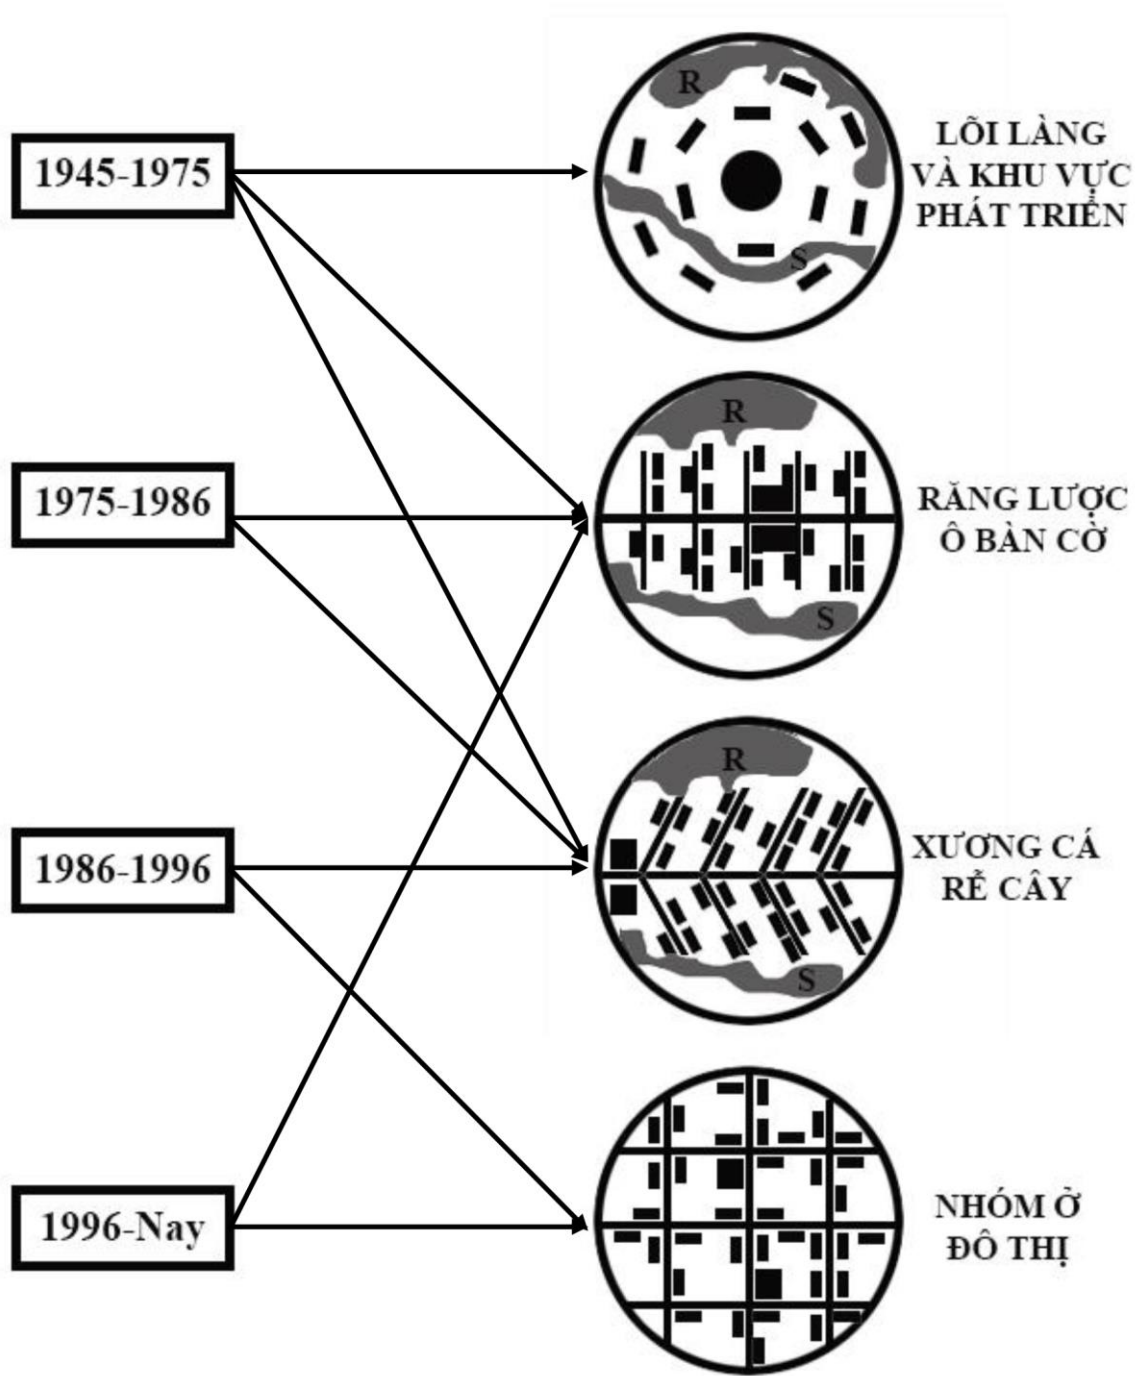 1945-1975
R
S
LÕI LÀNG
VÀ KHU VỰC
PHÁT TRIỂN
1975-1986
R
S
RĂNG LƯỢC
Ô BÀN CỜ
1986-1996
R
S
XƯƠNG CÁ
RỄ CÂY
1996-Nay
NHÓM Ở
ĐÔ THỊ